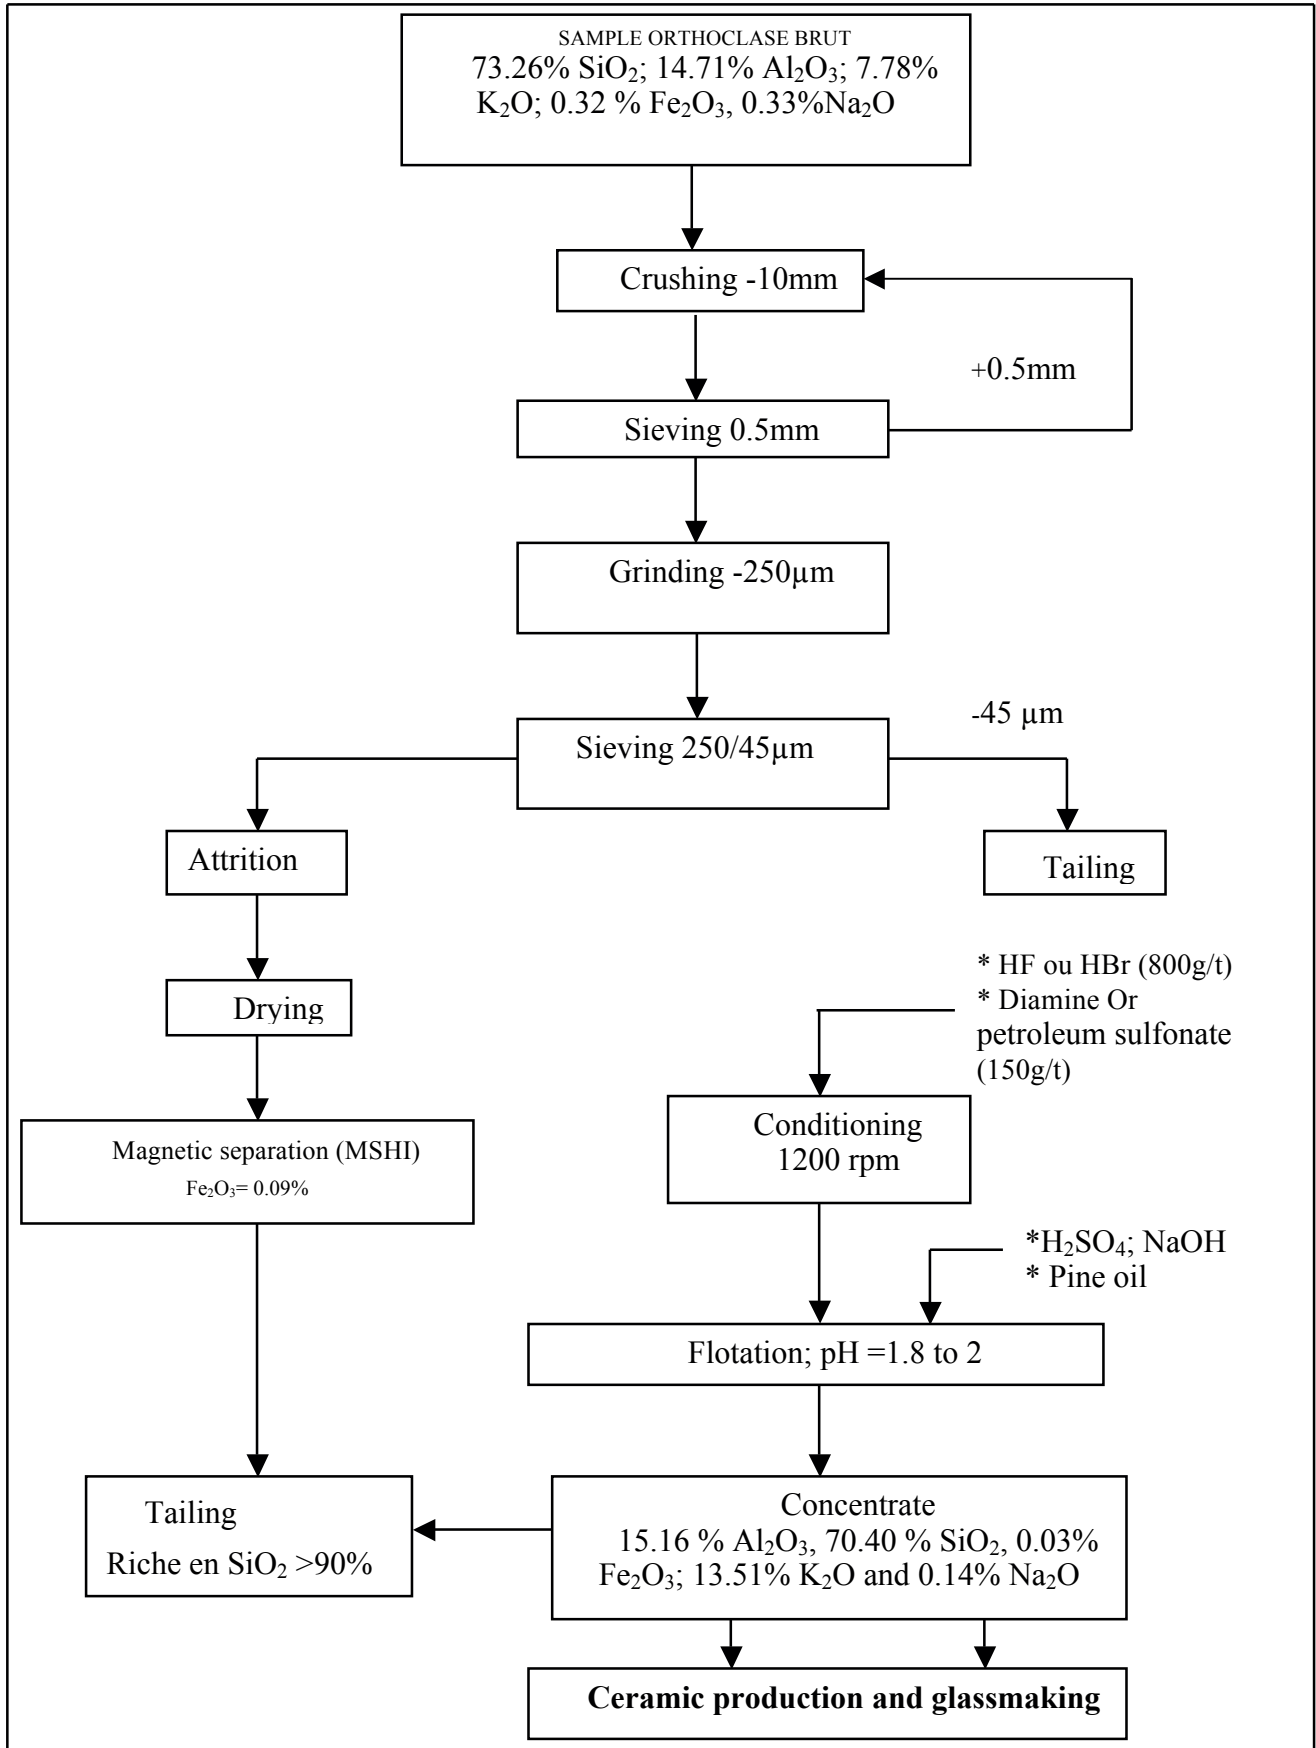 SAMPLE ORTHOCLASE BRUT
73.26% SiO₂; 14.71% Al₂O₃; 7.78%
K₂O; 0.32 % Fe₂O₃, 0.33%Na₂O
Crushing -10mm
+0.5mm
Sieving 0.5mm
Grinding -250µm
-45 µm
Sieving 250/45µm
Attrition
Tailing
Drying
* HF ou HBr (800g/t)
* Diamine Or
petroleum sulfonate
(150g/t)
Conditioning
1200 rpm
Magnetic separation (MSHI)
Fe₂O₃= 0.09%
*H₂SO₄; NaOH
* Pine oil
Flotation; pH =1.8 to 2
Tailing
Riche en SiO₂ >90%
Concentrate
15.16 % Al₂O₃, 70.40 % SiO₂, 0.03%
Fe₂O₃; 13.51% K₂O and 0.14% Na₂O
Ceramic production and glassmaking